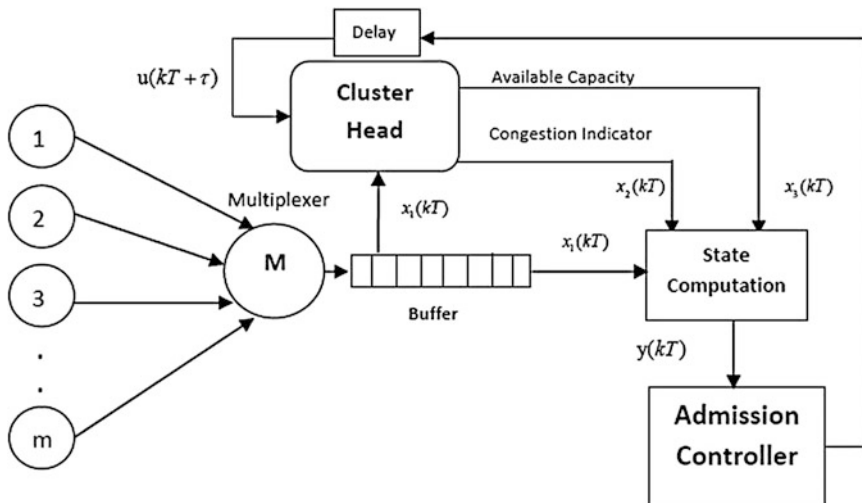 Delay
u(kT + τ)
Cluster
Head
Available Capacity
Congestion Indicator
1
2
3
.
.
m
Multiplexer
M
x₁(kT)
x₂(kT)
x₃(kT)
x₁(kT)
Buffer
State
Computation
y(kT)
Admission
Controller